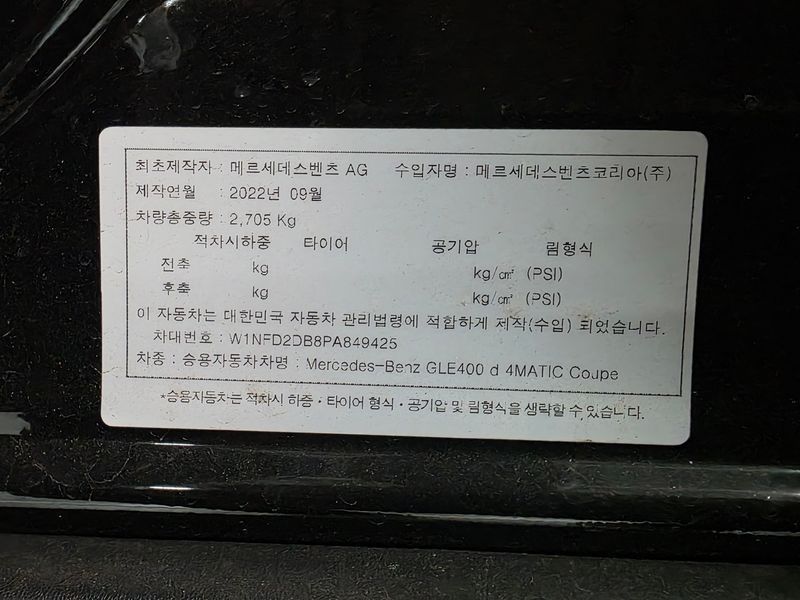 최초제작자 : 메르세데스벤츠 AG 수입자명 : 메르세데스벤츠코리아(주)
제작연월 : 2022년 09월
차량총중량 : 2,705 Kg
적차시하중 타이어 공기압 림형식
전축 kg kg/㎠ (PSI)
후축 kg kg/㎠ (PSI)
이 자동차는 대한민국 자동차 관리법령에 적합하게 제작(수입) 되었습니다.
차대번호 : W1NFD2DB8PA849425
차종 : 승용자동차차명 : Mercedes-Benz GLE400 d 4MATIC Coupe
*승용자동차는 적차시 하중·타이어 형식·공기압 및 림형식을 생략할 수 있습니다.